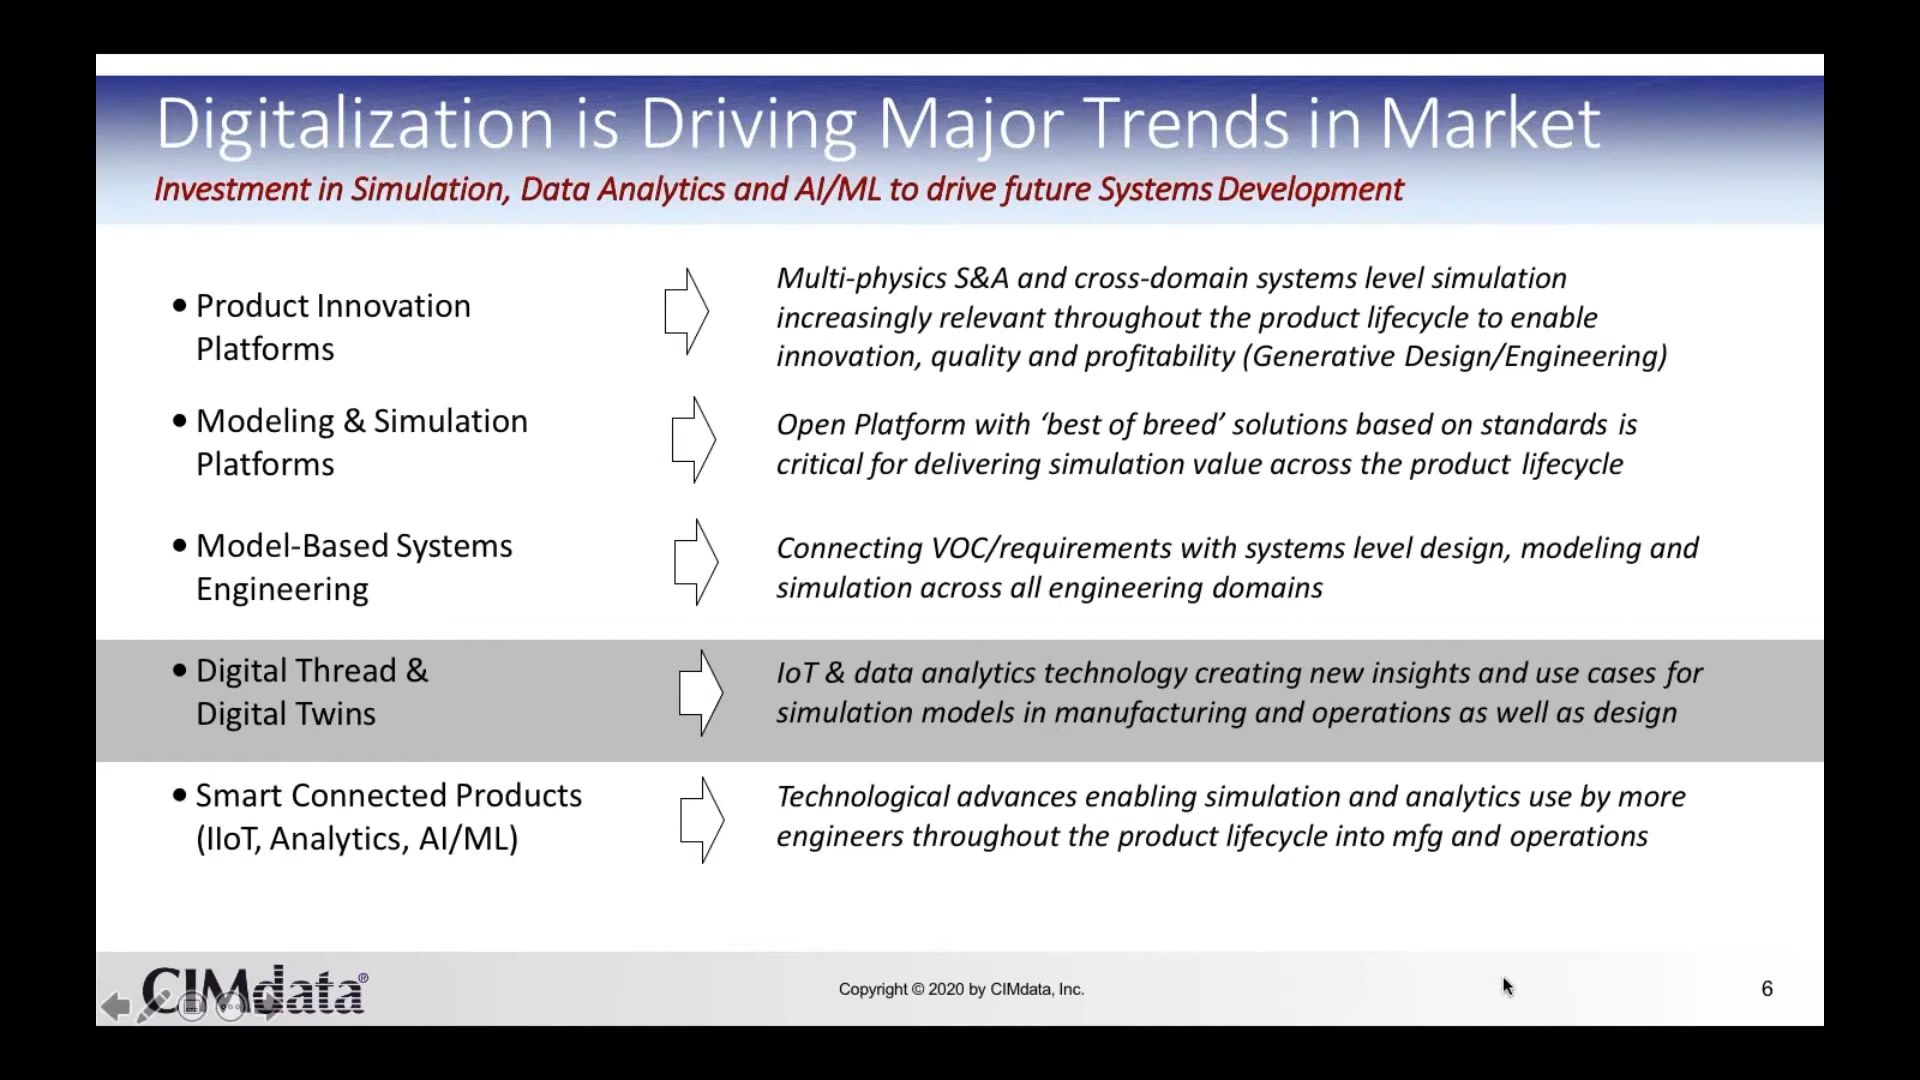 Digitalization is Driving Major Trends in Market
Investment in Simulation, Data Analytics and AI/ML to drive future Systems Development
• Product Innovation
Platforms
Multi-physics S&A and cross-domain systems level simulation
increasingly relevant throughout the product lifecycle to enable
innovation, quality and profitability (Generative Design/Engineering)
• Modeling & Simulation
Platforms
Open Platform with ‘best of breed’ solutions based on standards is
critical for delivering simulation value across the product lifecycle
• Model-Based Systems
Engineering
Connecting VOC/requirements with systems level design, modeling and
simulation across all engineering domains
• Digital Thread &
Digital Twins
IoT & data analytics technology creating new insights and use cases for
simulation models in manufacturing and operations as well as design
• Smart Connected Products
(IIoT, Analytics, AI/ML)
Technological advances enabling simulation and analytics use by more
engineers throughout the product lifecycle into mfg and operations
CIMdata®
Copyright © 2020 by CIMdata, Inc.
6